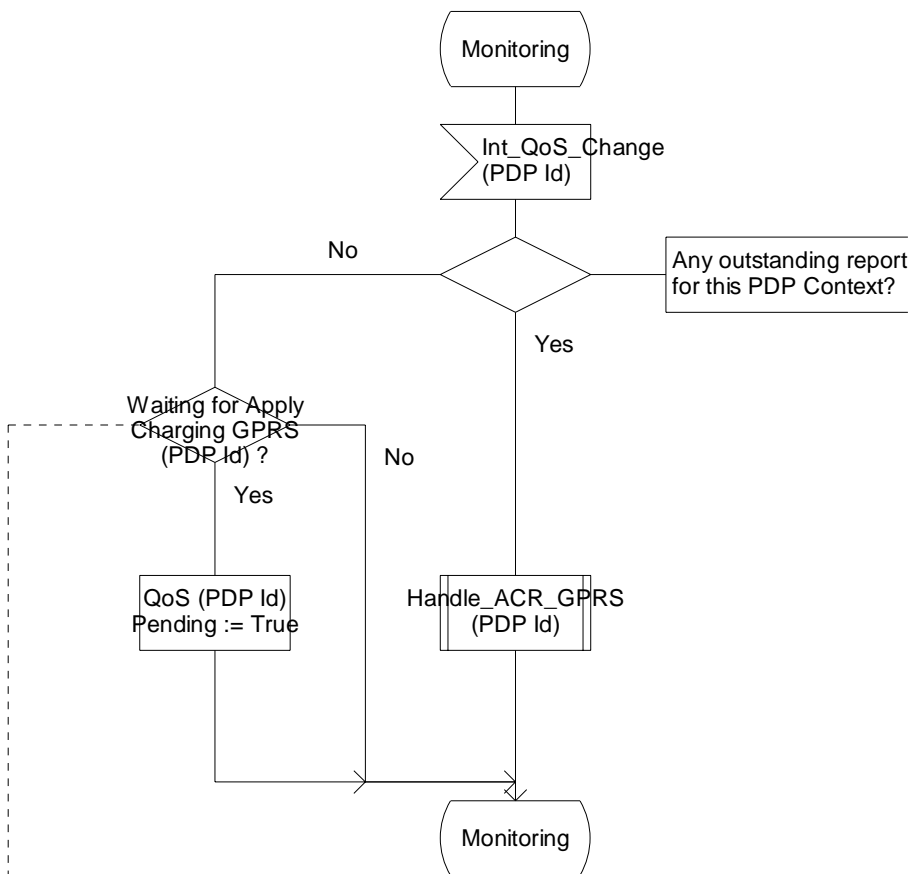 Monitoring
Int_QoS_Change
(PDP Id)
No
Any outstanding report
for this PDP Context?
Yes
Waiting for Apply
Charging GPRS
(PDP Id) ?
No
Yes
QoS (PDP Id)
Pending := True
Handle_ACR_GPRS
(PDP Id)
Monitoring